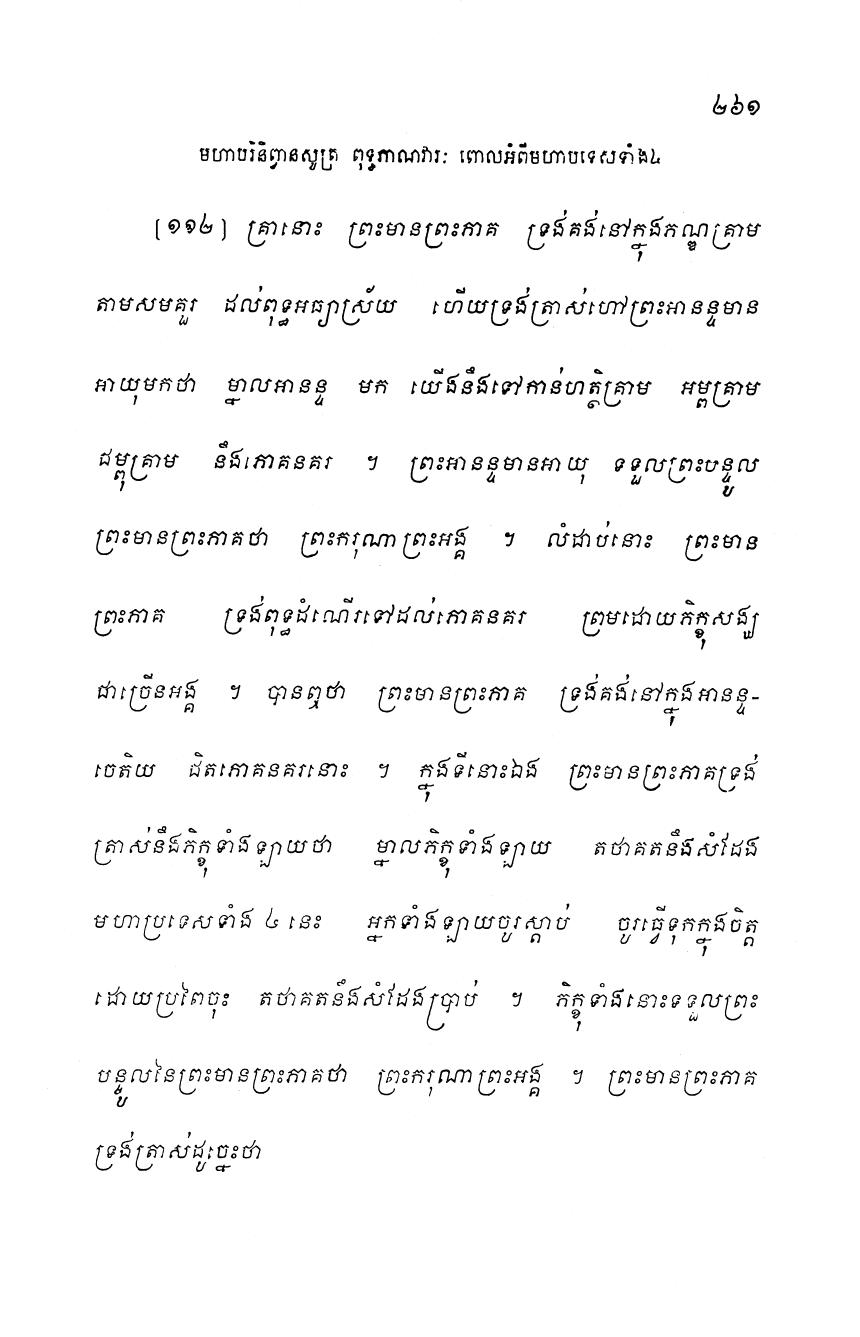 ២៦១
មហាបរិនិព្វានសូត្រ ពុទ្ធភាណវារៈ ពោលអំពីមហាបទេសទាំង៤
[១១២] គ្រានោះ ព្រះមានព្រះភាគ ទ្រង់គង់នៅក្នុងភណ្ឌគ្រាម
តាមសមគួរ ដល់ពុទ្ធអធ្យាស្រ័យ ហើយទ្រង់ត្រាស់ហៅព្រះអានន្ទមាន
អាយុមកថា ម្នាលអានន្ទ មក យើងនឹងទៅកាន់ហត្ថិគ្រាម អម្ពគ្រាម
ជម្ពុគ្រាម នឹងភោគនគរ ។ ព្រះអានន្ទមានអាយុ ទទួលព្រះបន្ទូល
ព្រះមានព្រះភាគថា ព្រះករុណាព្រះអង្គ ។ លំដាប់នោះ ព្រះមាន
ព្រះភាគ ទ្រង់ពុទ្ធដំណើរទៅដល់ភោគនគរ ព្រមដោយភិក្ខុសង្ឃ
ជាច្រើនអង្គ ។ បានឮថា ព្រះមានព្រះភាគ ទ្រង់គង់នៅក្នុងអានន្ទ-
ចេតិយ ជិតភោគនគរនោះ ។ ក្នុងទីនោះឯង ព្រះមានព្រះភាគទ្រង់
ត្រាស់នឹងភិក្ខុទាំងឡាយថា ម្នាលភិក្ខុទាំងឡាយ តថាគតនឹងសំដែង
មហាប្រទេសទាំង ៤ នេះ អ្នកទាំងឡាយចូរស្តាប់ ចូរធ្វើទុកក្នុងចិត្ត
ដោយប្រពៃចុះ តថាគតនឹងសំដែងប្រាប់ ។ ភិក្ខុទាំងនោះទទួលព្រះ
បន្ទូលនៃព្រះមានព្រះភាគថា ព្រះករុណាព្រះអង្គ ។ ព្រះមានព្រះភាគ
ទ្រង់ត្រាស់ដូច្នេះថា